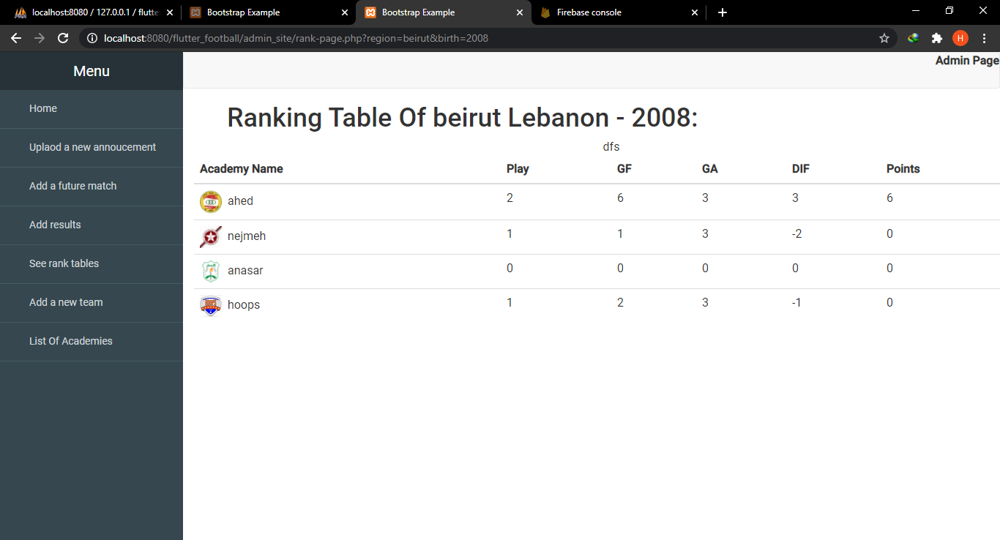 localhost:8080 / 127.0.0.1 / flutte
Bootstrap Example
Bootstrap Example
Firebase console
localhost:8080/flutter_football/admin_site/rank-page.php?region=beirut&birth=2008
H
Menu
Admin Page
Home
Uplaod a new annoucement
Add a future match
Add results
See rank tables
Add a new team
List Of Academies
Ranking Table Of beirut Lebanon - 2008:
dfs
Academy Name Play GF GA DIF Points
ahed 2 6 3 3 6
nejmeh 1 1 3 -2 0
anasar 0 0 0 0 0
hoops 1 2 3 -1 0